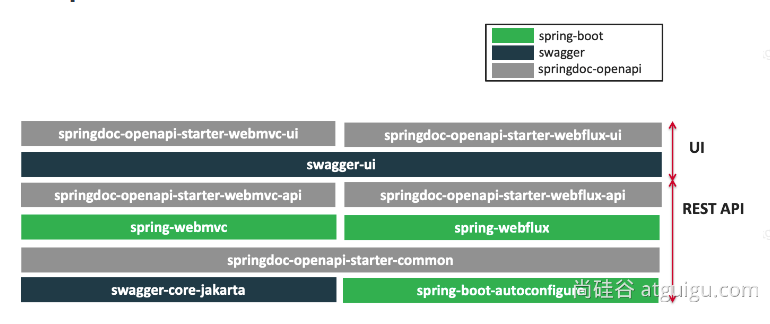 spring-boot
swagger
springdoc-openapi
springdoc-openapi-starter-webmvc-ui
springdoc-openapi-starter-webflux-ui
UI
swagger-ui
springdoc-openapi-starter-webmvc-api
springdoc-openapi-starter-webflux-api
REST API
spring-webmvc
spring-webflux
springdoc-openapi-starter-common
swagger-core-jakarta
spring-boot-autoconfigure
尚硅谷 atguigu.com